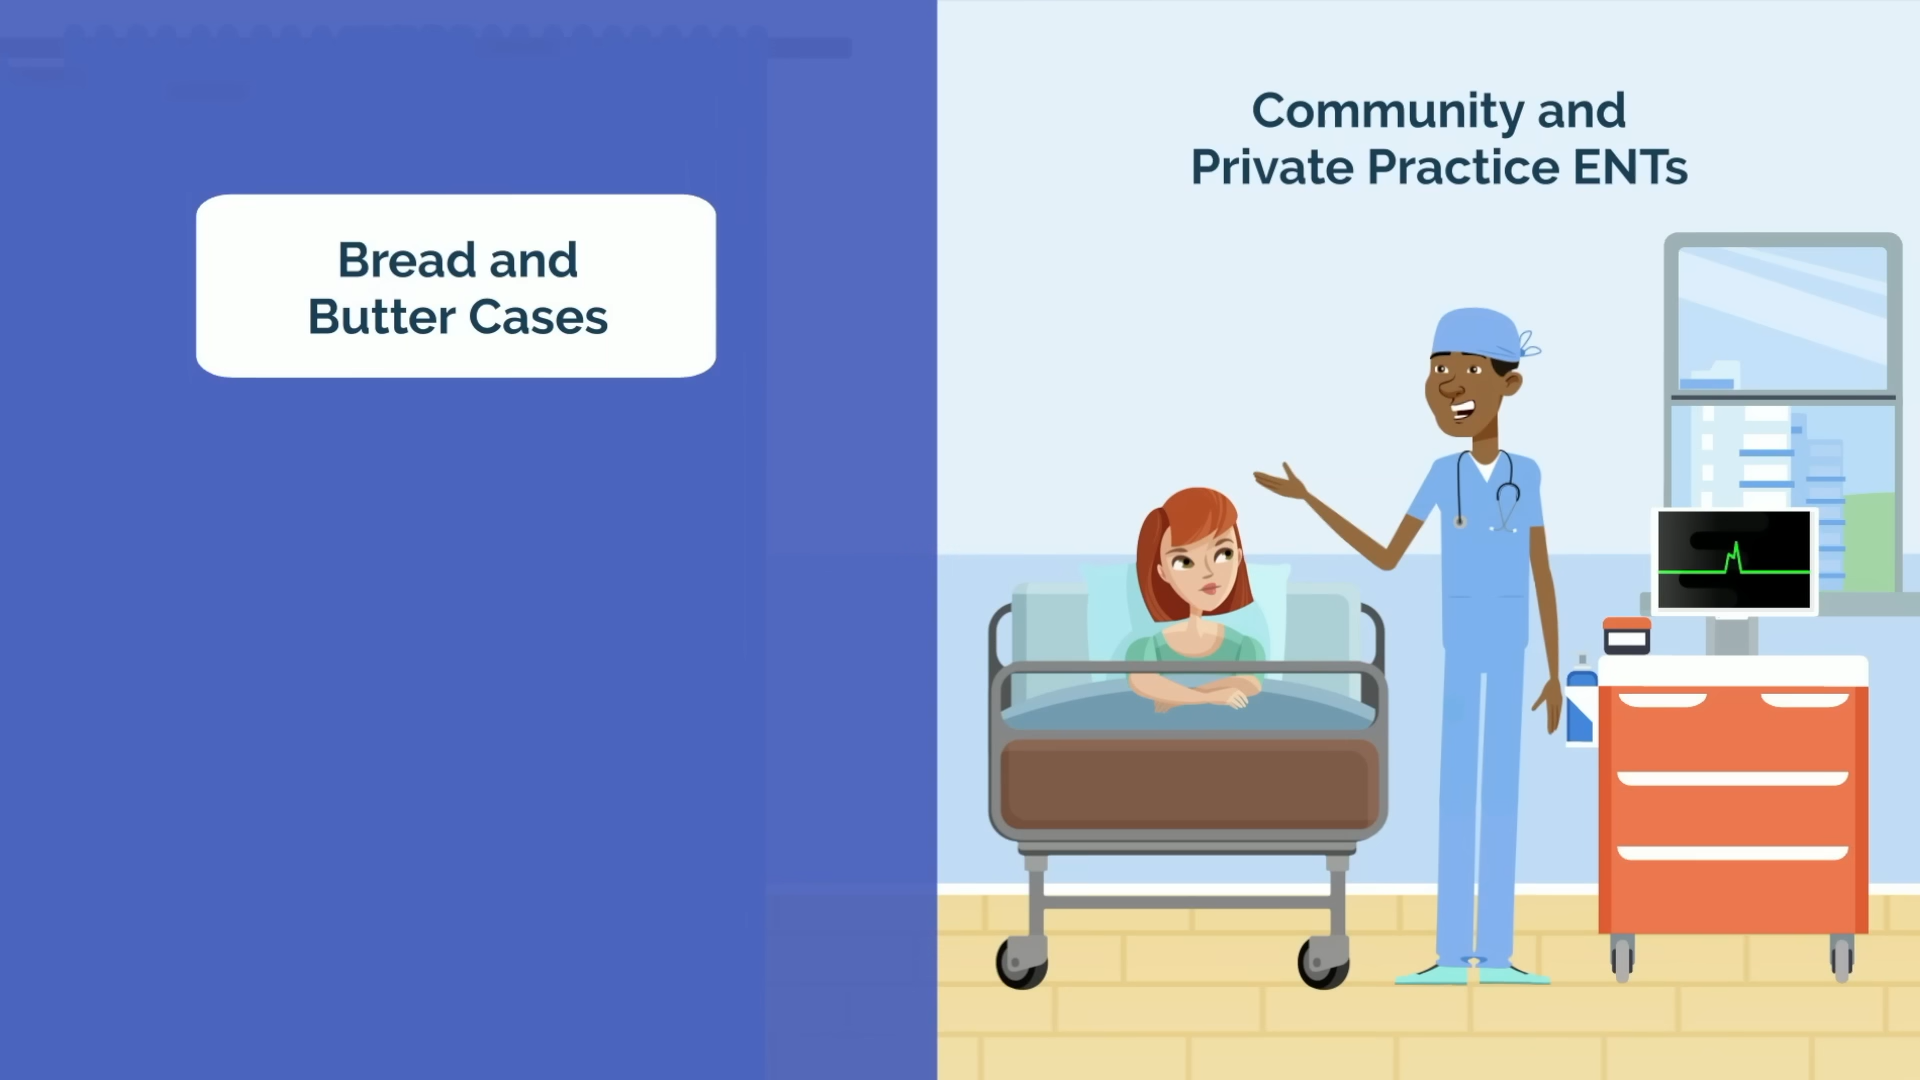 Bread and
Butter Cases
Community and
Private Practice ENTs